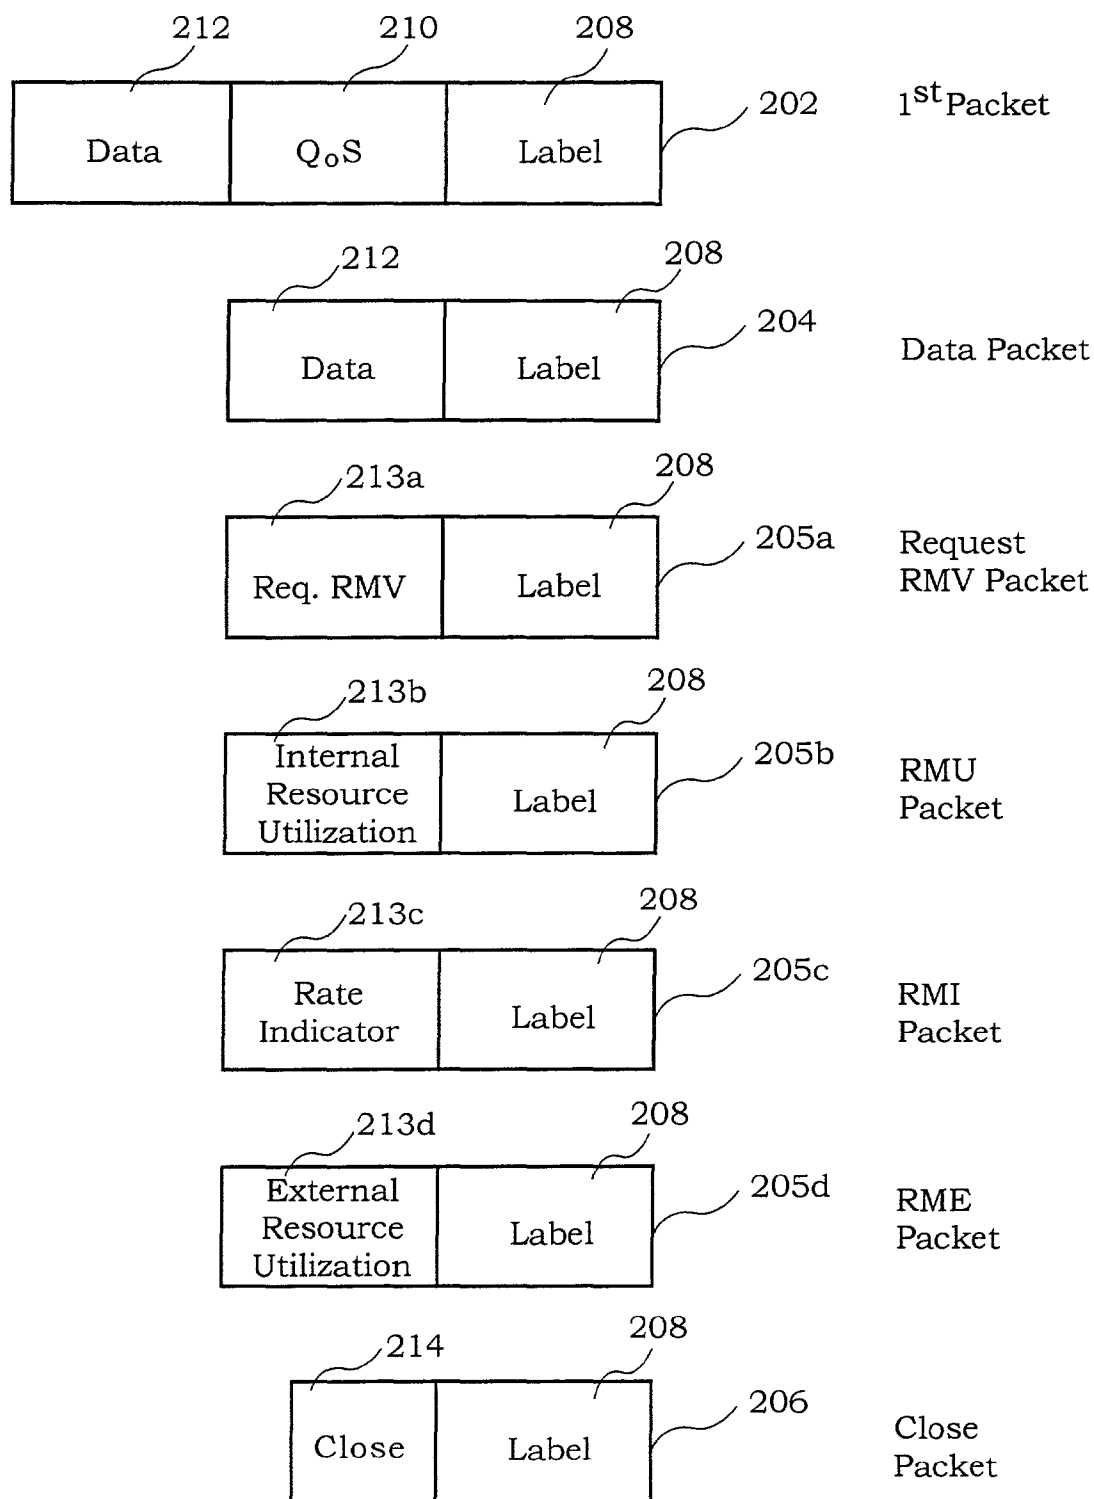 212 210 208
Data QoS Label 202 1st Packet
212 208
Data Label 204 Data Packet
213a 208
Req. RMV Label 205a Request
RMV Packet
213b 208
Internal
Resource
Utilization Label 205b RMU
Packet
213c 208
Rate
Indicator Label 205c RMI
Packet
213d 208
External
Resource
Utilization Label 205d RME
Packet
214 208
Close Label 206 Close
Packet